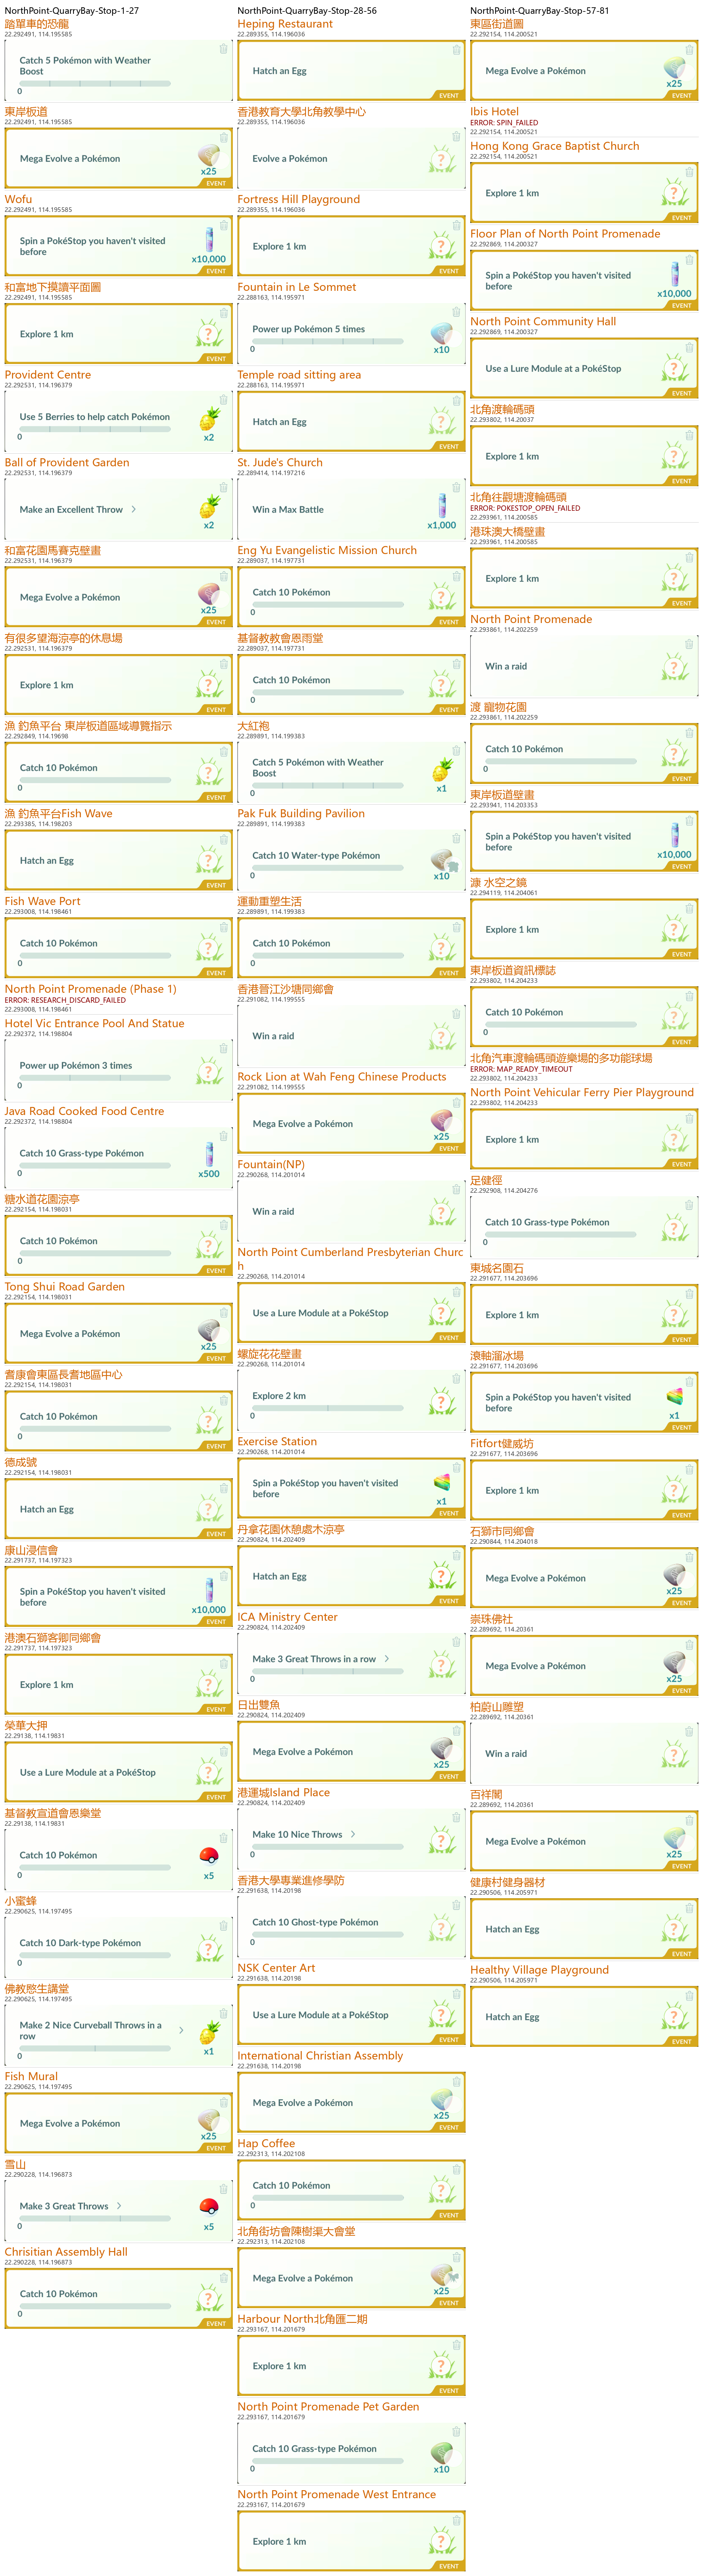 NorthPoint-QuarryBay-Stop-1-27
踏單車的恐龍
22.292491, 114.195585
Catch 5 Pokémon with Weather
Boost
0
東岸板道
22.292491, 114.195585
Mega Evolve a Pokémon
x25
EVENT
Wofu
22.292491, 114.195585
Spin a PokéStop you haven't visited
before
x10,000
EVENT
和富地下摸讀平面圖
22.292491, 114.195585
Explore 1 km
?
EVENT
Provident Centre
22.292531, 114.196379
Use 5 Berries to help catch Pokémon
0
x2
Ball of Provident Garden
22.292531, 114.196379
Make an Excellent Throw >
x2
和富花園馬賽克壁畫
22.292531, 114.196379
Mega Evolve a Pokémon
x25
EVENT
有很多望海涼亭的休息場
22.292531, 114.196379
Explore 1 km
?
EVENT
漁 釣魚平台 東岸板道區域導覽指示
22.292849, 114.19698
Catch 10 Pokémon
0
?
EVENT
漁 釣魚平台Fish Wave
22.293385, 114.198203
Hatch an Egg
?
EVENT
Fish Wave Port
22.293008, 114.198461
Catch 10 Pokémon
0
?
EVENT
North Point Promenade (Phase 1)
ERROR: RESEARCH_DISCARD_FAILED
22.293008, 114.198461
Hotel Vic Entrance Pool And Statue
22.292372, 114.198804
Power up Pokémon 3 times
0
?
Java Road Cooked Food Centre
22.292372, 114.198804
Catch 10 Grass-type Pokémon
0
x500
糖水道花園涼亭
22.292154, 114.198031
Catch 10 Pokémon
0
?
EVENT
Tong Shui Road Garden
22.292154, 114.198031
Mega Evolve a Pokémon
x25
EVENT
耆康會東區長者地區中心
22.292154, 114.198031
Catch 10 Pokémon
0
?
EVENT
德成號
22.292154, 114.198031
Hatch an Egg
?
EVENT
康山浸信會
22.291737, 114.197323
Spin a PokéStop you haven't visited
before
x10,000
EVENT
港澳石獅客卿同鄉會
22.291737, 114.197323
Explore 1 km
?
EVENT
榮華大押
22.29138, 114.19831
Use a Lure Module at a PokéStop
?
EVENT
基督教宣道會恩樂堂
22.29138, 114.19831
Catch 10 Pokémon
0
x5
小蜜蜂
22.290625, 114.197495
Catch 10 Dark-type Pokémon
0
?
佛教愍生講堂
22.290625, 114.197495
Make 2 Nice Curveball Throws in a
row >
0
x1
Fish Mural
22.290625, 114.197495
Mega Evolve a Pokémon
x25
EVENT
雪山
22.290228, 114.196873
Make 3 Great Throws >
0
x5
Chrisitian Assembly Hall
22.290228, 114.196873
Catch 10 Pokémon
0
?
EVENT
NorthPoint-QuarryBay-Stop-28-56
Heping Restaurant
22.289355, 114.196036
Hatch an Egg
EVENT
香港教育大學北角教學中心
22.289355, 114.196036
Evolve a Pokémon
?
Fortress Hill Playground
22.289355, 114.196036
Explore 1 km
?
EVENT
Fountain in Le Sommet
22.288163, 114.195971
Power up Pokémon 5 times
0
x10
Temple road sitting area
22.288163, 114.195971
Hatch an Egg
?
EVENT
St. Jude's Church
22.289414, 114.197216
Win a Max Battle
x1,000
Eng Yu Evangelistic Mission Church
22.289037, 114.197731
Catch 10 Pokémon
0
?
EVENT
基督教教會恩雨堂
22.289037, 114.197731
Catch 10 Pokémon
0
?
EVENT
大紅袍
22.289891, 114.199383
Catch 5 Pokémon with Weather
Boost
0
x1
Pak Fuk Building Pavilion
22.289891, 114.199383
Catch 10 Water-type Pokémon
0
x10
運動重塑生活
22.289891, 114.199383
Catch 10 Pokémon
0
?
EVENT
香港晉江沙塘同鄉會
22.291082, 114.199555
Win a raid
?
Rock Lion at Wah Feng Chinese Products
22.291082, 114.199555
Mega Evolve a Pokémon
x25
EVENT
Fountain(NP)
22.290268, 114.201014
Win a raid
?
North Point Cumberland Presbyterian Churc
h
22.290268, 114.201014
Use a Lure Module at a PokéStop
?
EVENT
螺旋花花壁畫
22.290268, 114.201014
Explore 2 km
0
?
Exercise Station
22.290268, 114.201014
Spin a PokéStop you haven't visited
before
x1
EVENT
丹拿花園休憩處木涼亭
22.290824, 114.202409
Hatch an Egg
?
EVENT
ICA Ministry Center
22.290824, 114.202409
Make 3 Great Throws in a row >
0
?
日出雙魚
22.290824, 114.202409
Mega Evolve a Pokémon
x25
EVENT
港運城Island Place
22.290824, 114.202409
Make 10 Nice Throws >
0
?
香港大學專業進修學防
22.291638, 114.20198
Catch 10 Ghost-type Pokémon
0
?
NSK Center Art
22.291638, 114.20198
Use a Lure Module at a PokéStop
?
EVENT
International Christian Assembly
22.291638, 114.20198
Mega Evolve a Pokémon
x25
EVENT
Hap Coffee
22.292313, 114.202108
Catch 10 Pokémon
0
?
EVENT
北角街坊會陳樹渠大會堂
22.292313, 114.202108
Mega Evolve a Pokémon
x25
EVENT
Harbour North北角匯二期
22.293167, 114.201679
Explore 1 km
?
EVENT
North Point Promenade Pet Garden
22.293167, 114.201679
Catch 10 Grass-type Pokémon
0
x10
North Point Promenade West Entrance
22.293167, 114.201679
Explore 1 km
?
EVENT
NorthPoint-QuarryBay-Stop-57-81
東區街道圖
22.292154, 114.200521
Mega Evolve a Pokémon
x25
EVENT
Ibis Hotel
ERROR: SPIN_FAILED
22.292154, 114.200521
Hong Kong Grace Baptist Church
22.292154, 114.200521
Explore 1 km
?
EVENT
Floor Plan of North Point Promenade
22.292869, 114.200327
Spin a PokéStop you haven't visited
before
x10,000
EVENT
North Point Community Hall
22.292869, 114.200327
Use a Lure Module at a PokéStop
?
EVENT
北角渡輪碼頭
22.293802, 114.20037
Explore 1 km
?
EVENT
北角往觀塘渡輪碼頭
ERROR: POKESTOP_OPEN_FAILED
22.293961, 114.200585
港珠澳大橋壁畫
22.293961, 114.200585
Explore 1 km
?
EVENT
North Point Promenade
22.293861, 114.202259
Win a raid
?
渡 寵物花園
22.293861, 114.202259
Catch 10 Pokémon
0
?
EVENT
東岸板道壁畫
22.293941, 114.203353
Spin a PokéStop you haven't visited
before
x10,000
EVENT
濂 水空之鏡
22.294119, 114.204061
Explore 1 km
?
EVENT
東岸板道資訊標誌
22.293802, 114.204233
Catch 10 Pokémon
0
?
EVENT
北角汽車渡輪碼頭遊樂場的多功能球場
ERROR: MAP_READY_TIMEOUT
22.293802, 114.204233
North Point Vehicular Ferry Pier Playground
22.293802, 114.204233
Explore 1 km
?
EVENT
足健徑
22.292908, 114.204276
Catch 10 Grass-type Pokémon
0
?
東城名園石
22.291677, 114.203696
Explore 1 km
?
EVENT
滾軸溜冰場
22.291677, 114.203696
Spin a PokéStop you haven't visited
before
x1
EVENT
Fitfort健威坊
22.291677, 114.203696
Explore 1 km
?
EVENT
石獅市同鄉會
22.290844, 114.204018
Mega Evolve a Pokémon
x25
EVENT
崇珠佛社
22.289692, 114.20361
Mega Evolve a Pokémon
x25
EVENT
柏蔚山雕塑
22.289692, 114.20361
Win a raid
?
百祥閣
22.289692, 114.20361
Mega Evolve a Pokémon
x25
EVENT
健康村健身器材
22.290506, 114.205971
Hatch an Egg
?
EVENT
Healthy Village Playground
22.290506, 114.205971
Hatch an Egg
?
EVENT